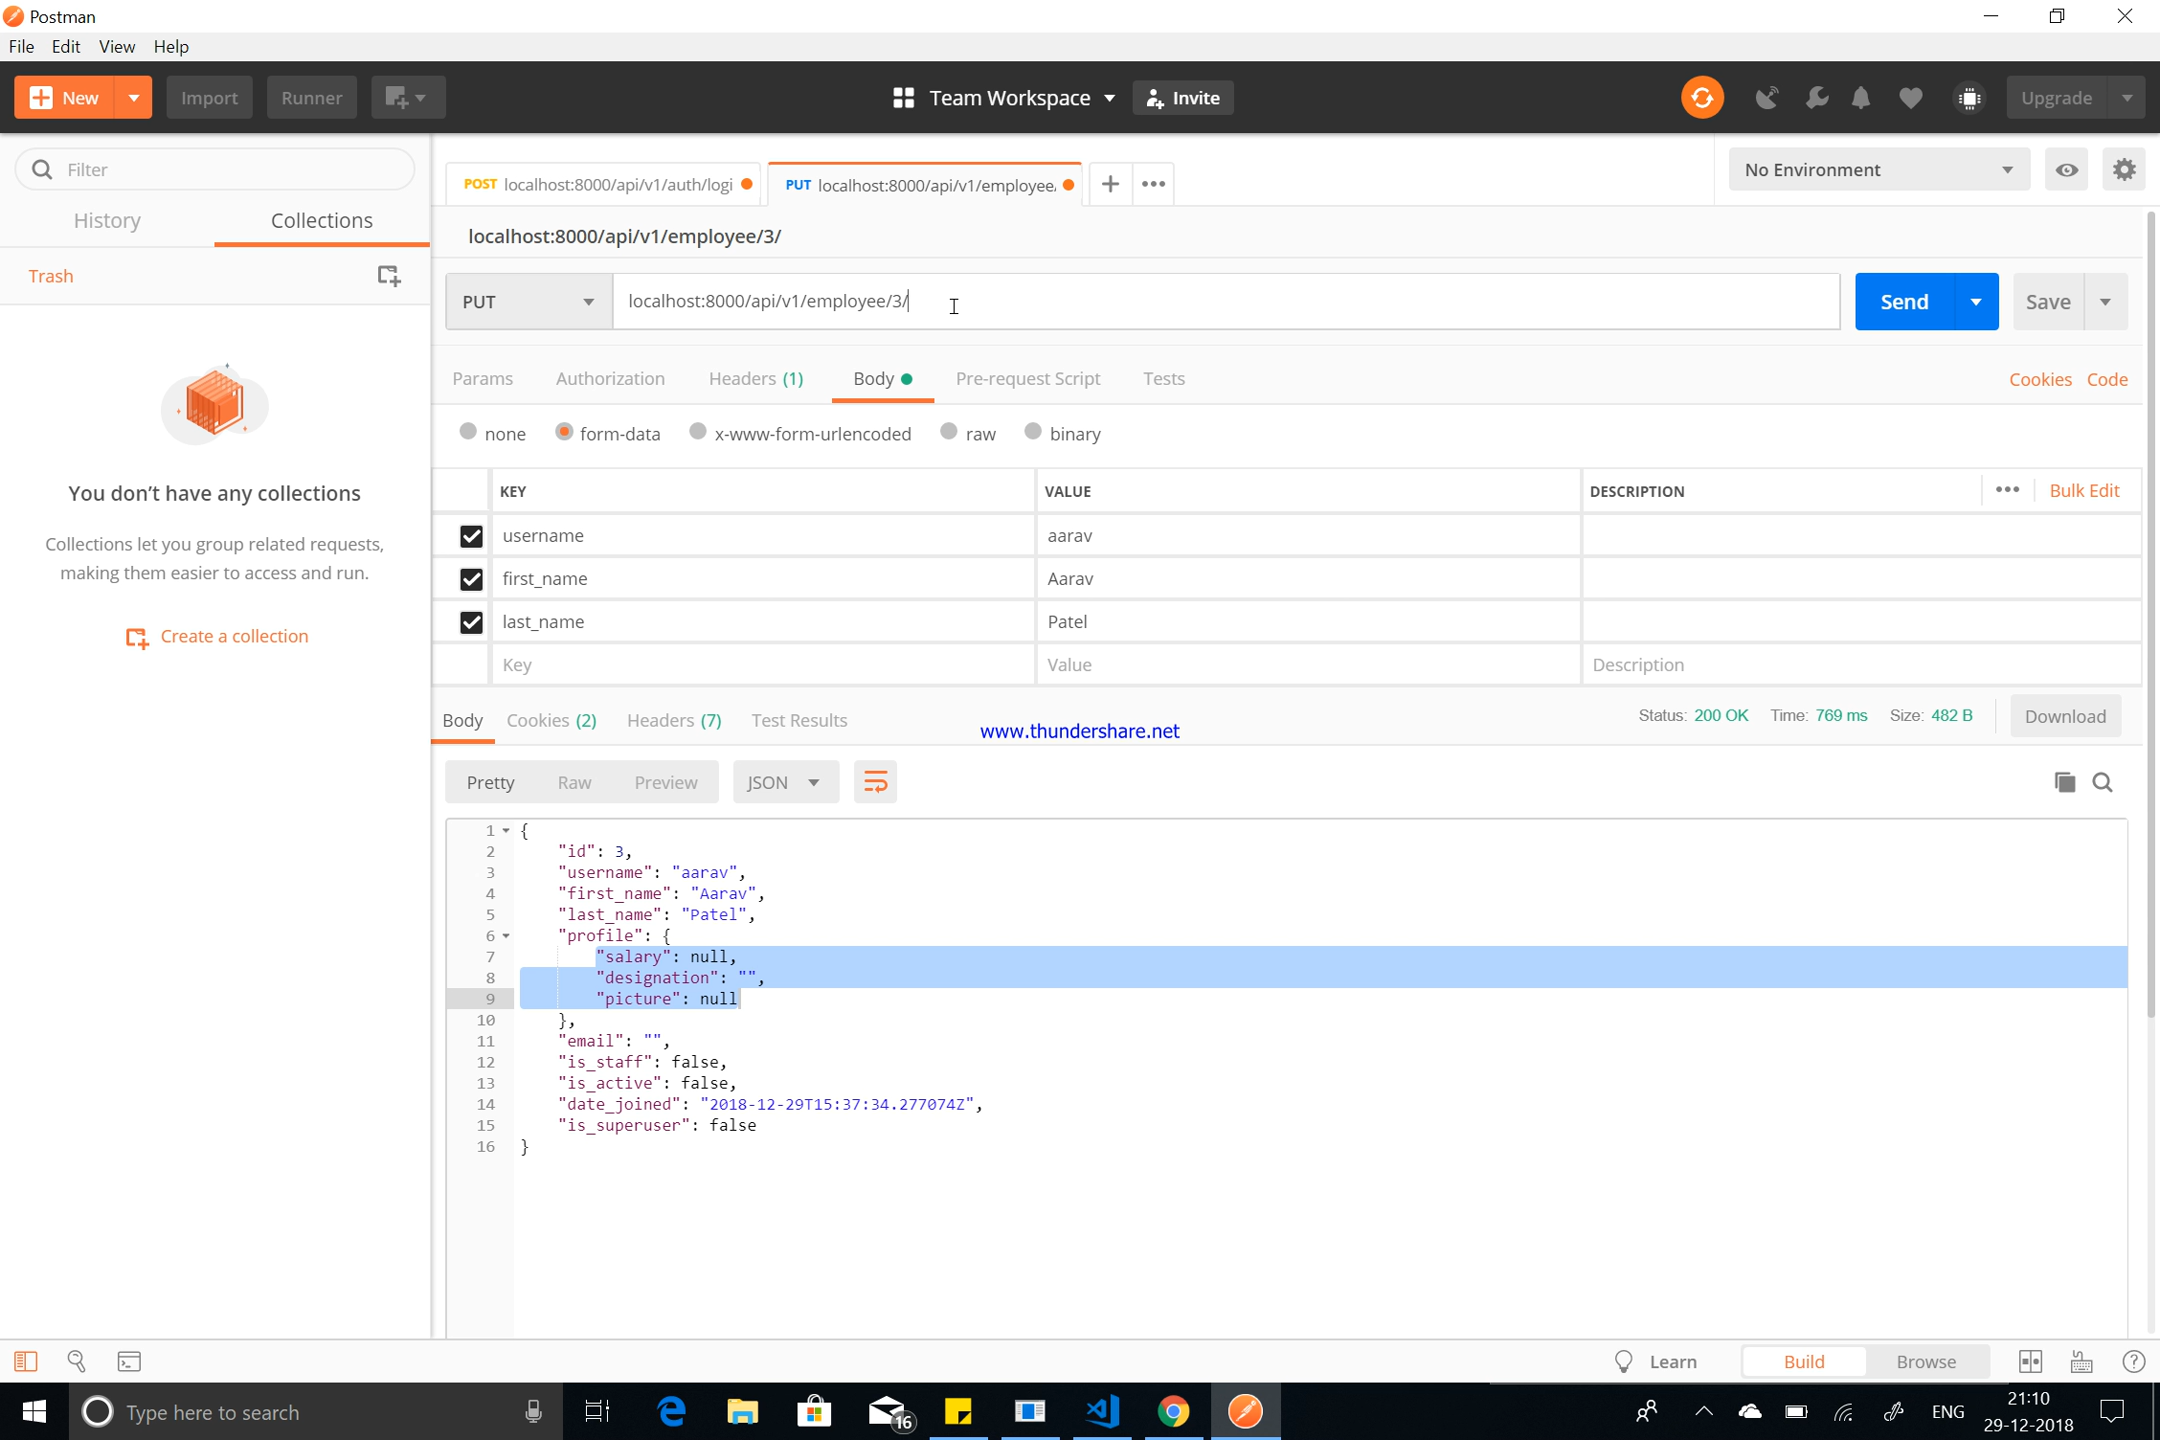 Postman
File Edit View Help
New Import Runner Team Workspace Invite Upgrade
Filter
History Collections
Trash
You don't have any collections
Collections let you group related requests,
making them easier to access and run.
Create a collection
POST localhost:8000/api/v1/auth/logi PUT localhost:8000/api/v1/employee, No Environment
localhost:8000/api/v1/employee/3/
PUT localhost:8000/api/v1/employee/3/ Send Save
Params Authorization Headers (1) Body Pre-request Script Tests Cookies Code
none form-data x-www-form-urlencoded raw binary
KEY VALUE DESCRIPTION Bulk Edit
username aarav
first_name Aarav
last_name Patel
Key Value Description
Body Cookies (2) Headers (7) Test Results www.thundershare.net Status: 200 OK Time: 769 ms Size: 482 B Download
Pretty Raw Preview JSON
1 {
2 "id": 3,
3 "username": "aarav",
4 "first_name": "Aarav",
5 "last_name": "Patel",
6 "profile": {
7 "salary": null,
8 "designation": "",
9 "picture": null
10 },
11 "email": "",
12 "is_staff": false,
13 "is_active": false,
14 "date_joined": "2018-12-29T15:37:34.277074Z",
15 "is_superuser": false
16 }
Learn Build Browse
Type here to search 16 ENG 21:10
29-12-2018